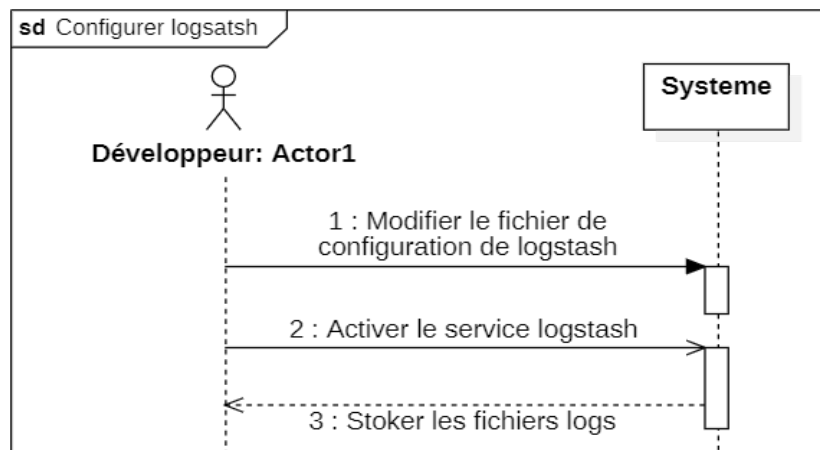 sd Configurer logsatsh
Systeme
Développeur: Actor1
1 : Modifier le fichier de
configuration de logstash
2 : Activer le service logstash
3 : Stoker les fichiers logs